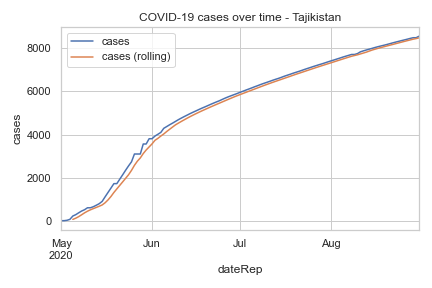 COVID-19 cases over time - Tajikistan
cases
cases (rolling)
8000
6000
4000
2000
0
cases
May
2020
Jun
Jul
Aug
dateRep